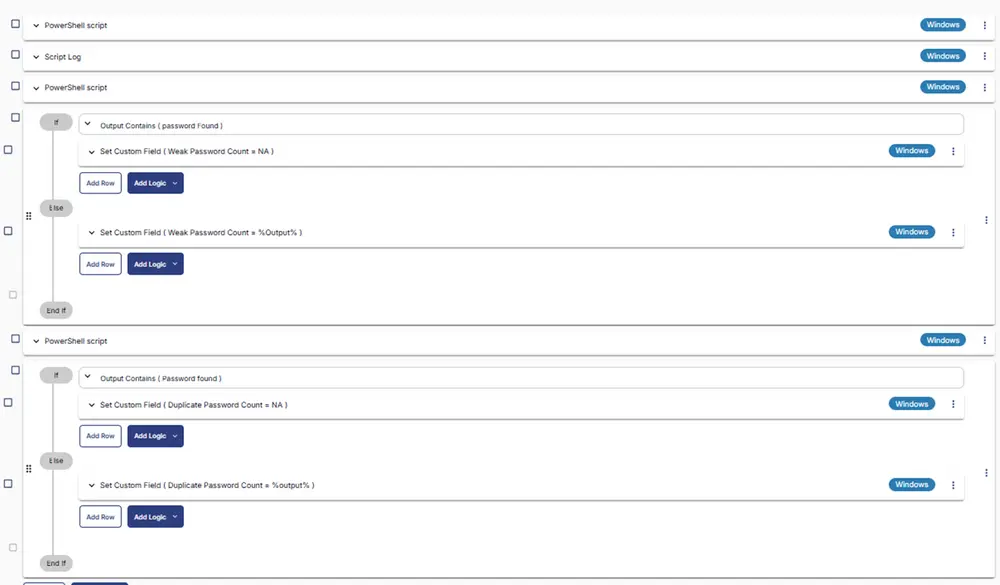 PowerShell script Windows
Script Log Windows
PowerShell script Windows
If Output Contains ( password Found )
Set Custom Field ( Weak Password Count = NA ) Windows
Add Row Add Logic
Else
Set Custom Field ( Weak Password Count = %Output% ) Windows
Add Row Add Logic
End If
PowerShell script Windows
If Output Contains ( Password found )
Set Custom Field ( Duplicate Password Count = NA ) Windows
Add Row Add Logic
Else
Set Custom Field ( Duplicate Password Count = %output% ) Windows
Add Row Add Logic
End If